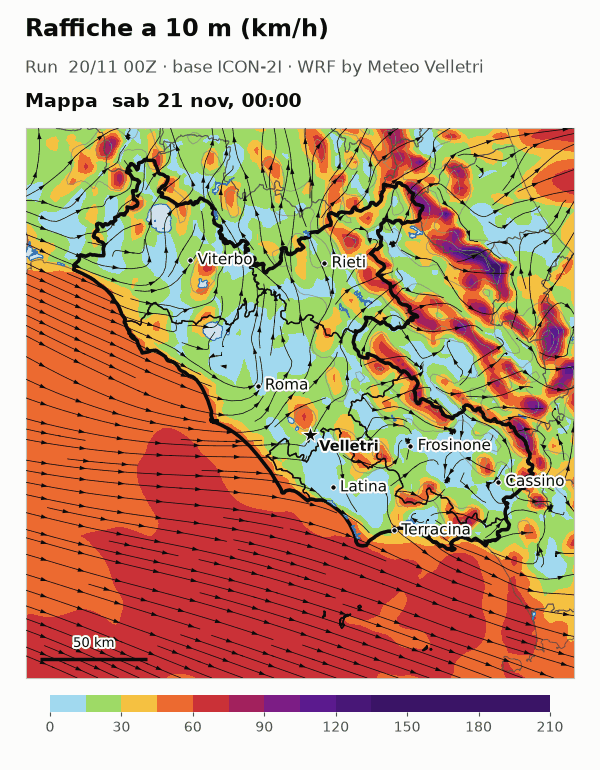 Raffiche a 10 m (km/h)
Run  20/11 00Z · base ICON-2I · WRF by Meteo Velletri
Mappa  sab 21 nov, 00:00
Viterbo
Rieti
Roma
Velletri
Frosinone
Cassino
Latina
Terracina
50 km
0 30 60 90 120 150 180 210